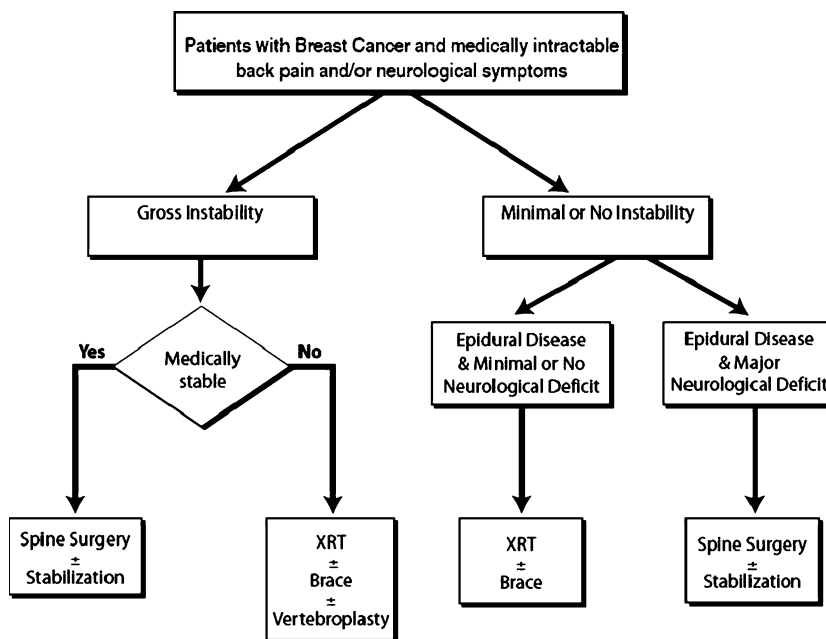 Patients with Breast Cancer and medically intractable
back pain and/or neurological symptoms
Gross Instability
Minimal or No Instability
Yes
Medically
stable
No
Epidural Disease
& Minimal or No
Neurological Deficit
Epidural Disease
& Major
Neurological Deficit
Spine Surgery
±
Stabilization
XRT
±
Brace
±
Vertebroplasty
XRT
±
Brace
Spine Surgery
±
Stabilization